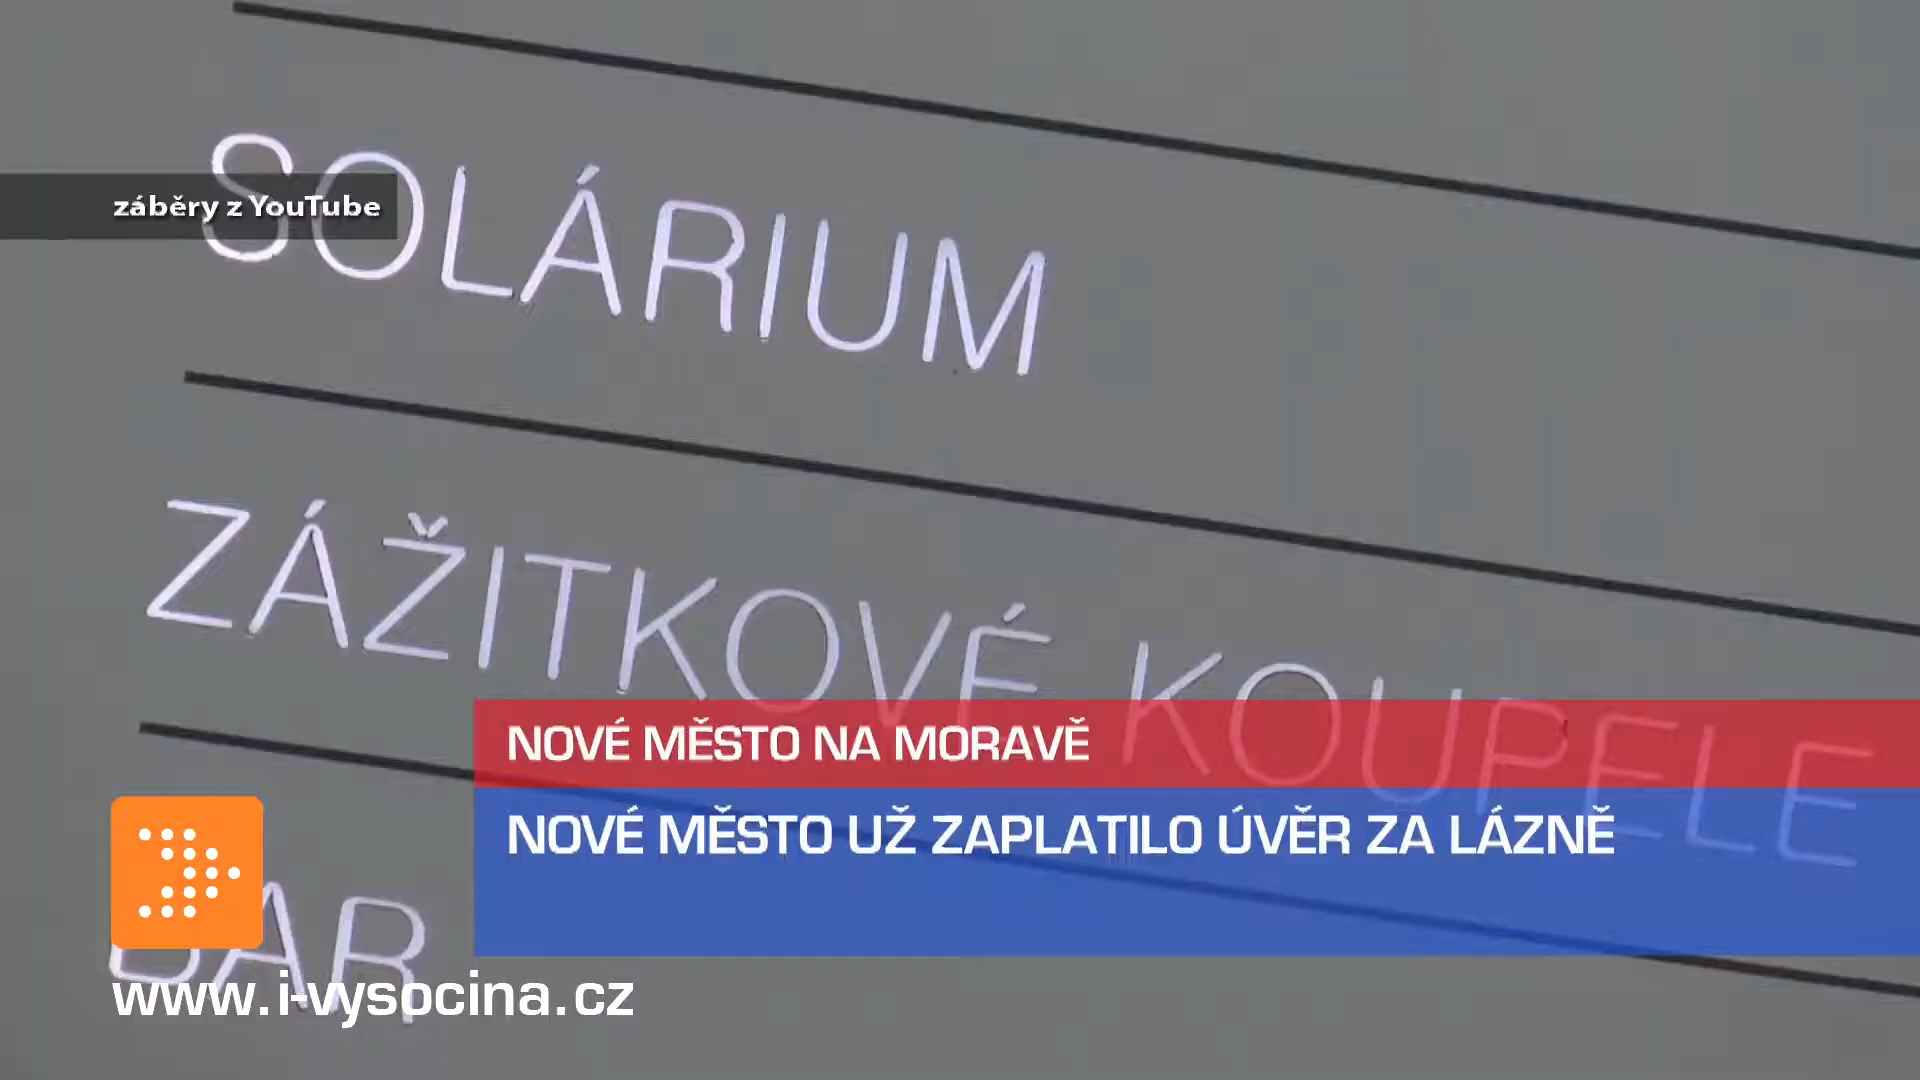 SOLÁRIUM
záběry z YouTube
ZÁŽITKOVÉ KOUPELE
NOVÉ MĚSTO NA MORAVĚ
NOVÉ MĚSTO UŽ ZAPLATILO ÚVĚR ZA LÁZNĚ
BAR
www.i-vysocina.cz